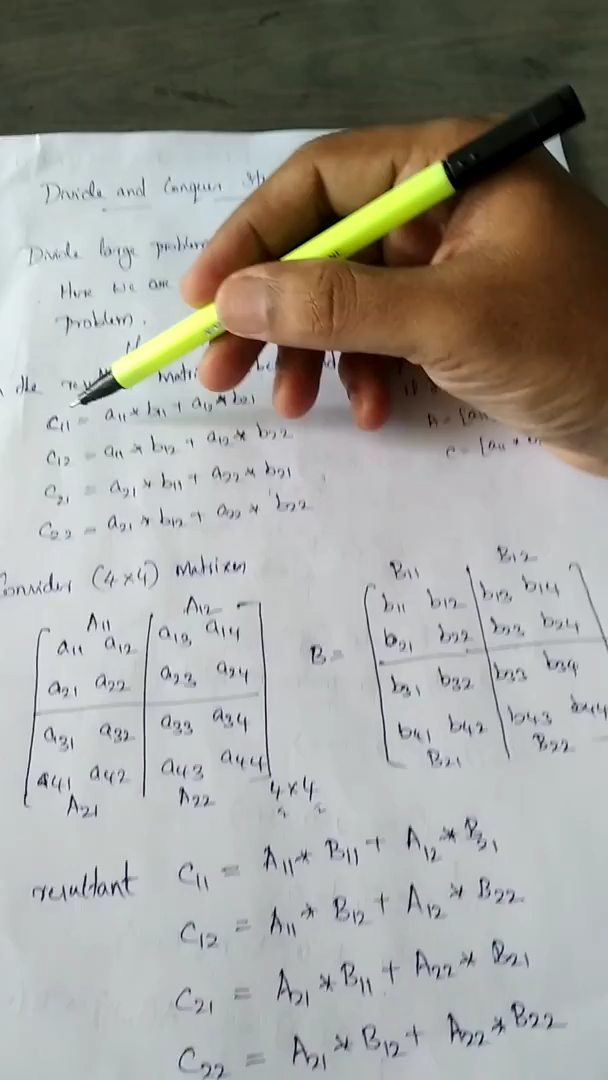 Divide and Conquer
Divide large problem
Here we are
problem.
the Matrix
C11 = a11 * b11 + a12 * b21
C12 = a11 * b12 + a12 * b22
C21 = a21 * b11 + a22 * b21
C22 = a21 * b12 + a22 * b22
A = [a11
C = [a11 *
Consider (4×4) Matrixes
A11 A12
a11 a12 a13 a14
a21 a22 a23 a24
a31 a32 a33 a34
a41 a42 a43 a44
A21 A22 4×4
B11 B12
B =
b11 b12 b13 b14
b21 b22 b23 b24
b31 b32 b33 b34
b41 b42 b43 b44
B21 B22
resultant C11 = A11 * B11 + A12 * B21
C12 = A11 * B12 + A12 * B22
C21 = A21 * B11 + A22 * B21
C22 = A21 * B12 + A22 * B22